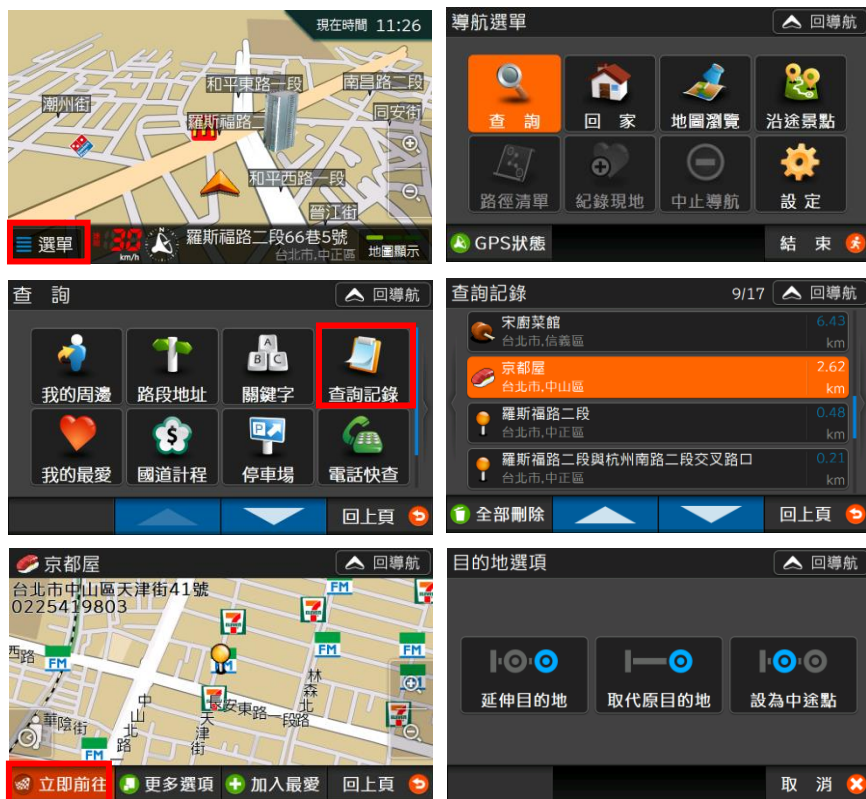 現在時間 11:26
和平東路一段
南昌路二段
潮州街
同安街
羅斯福路二
和平西路一段
晉江街
選單
30
km/h
羅斯福路二段66巷5號
台北市,中正區
地圖顯示
導航選單
回導航
查 詢
回 家
地圖瀏覽
沿途景點
路徑清單
紀錄現地
中止導航
設 定
GPS狀態
結 束
查 詢
回導航
A
B C
我的周邊
路段地址
關鍵字
查詢記錄
我的最愛
國道計程
停車場
電話快查
回上頁
查詢記錄
9/17
回導航
宋廚菜館
6.43
台北市,信義區
km
京都屋
2.62
台北市,中山區
km
羅斯福路二段
0.48
台北市,中正區
km
羅斯福路二段與杭州南路二段交叉路口
0.21
台北市,中正區
km
全部刪除
回上頁
京都屋
回導航
台北市中山區天津街41號
0225419803
FM
西路
FM
FM
FM
FM
林森北路
中山北路
長安東路一段
天津街
華陰街
FM
立即前往
更多選項
加入最愛
回上頁
目的地選項
回導航
延伸目的地
取代原目的地
設為中途點
取 消